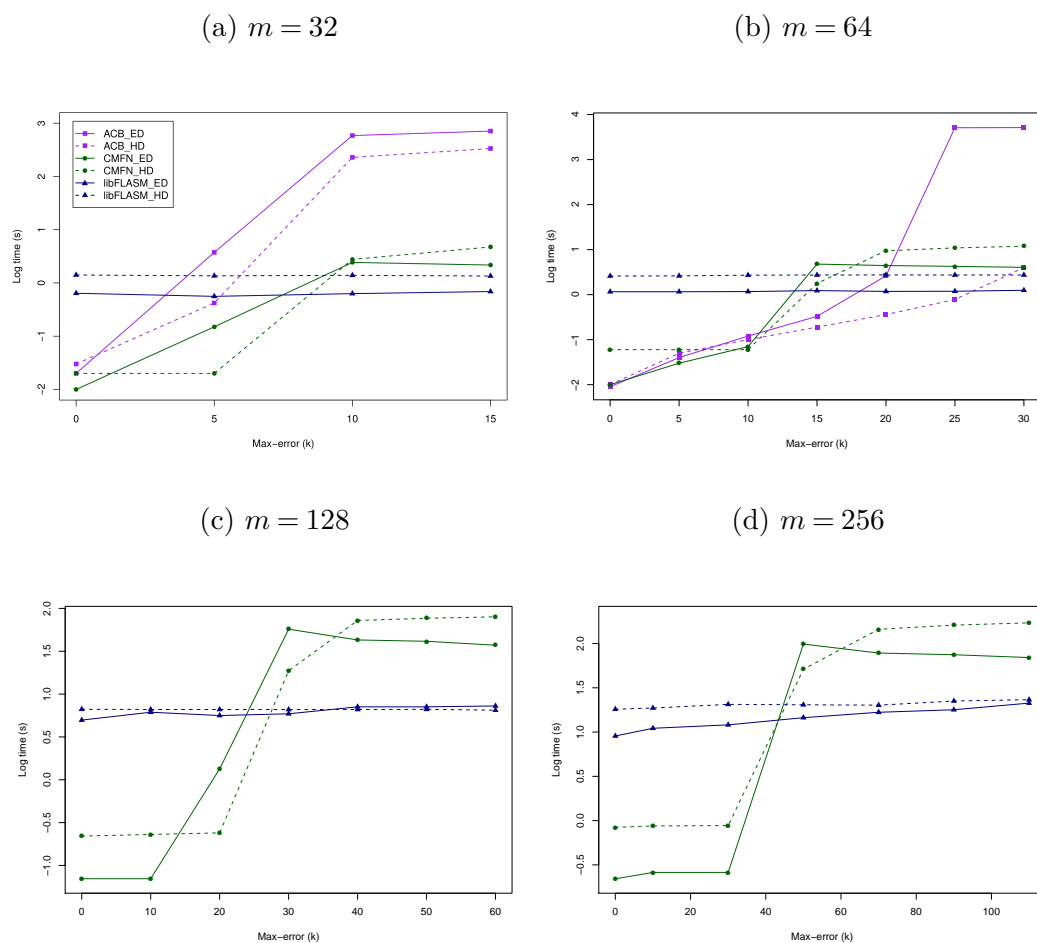 (a) m = 32
3
2
1
0
−1
−2
Log time (s)
ACB_ED
ACB_HD
CMFN_ED
CMFN_HD
libFLASM_ED
libFLASM_HD
0 5 10 15
Max−error (k)
(b) m = 64
4
3
2
1
0
−1
−2
Log time (s)
0 5 10 15 20 25 30
Max−error (k)
(c) m = 128
2.0
1.5
1.0
0.5
0.0
−0.5
−1.0
Log time (s)
0 10 20 30 40 50 60
Max−error (k)
(d) m = 256
2.0
1.5
1.0
0.5
0.0
−0.5
Log time (s)
0 20 40 60 80 100
Max−error (k)